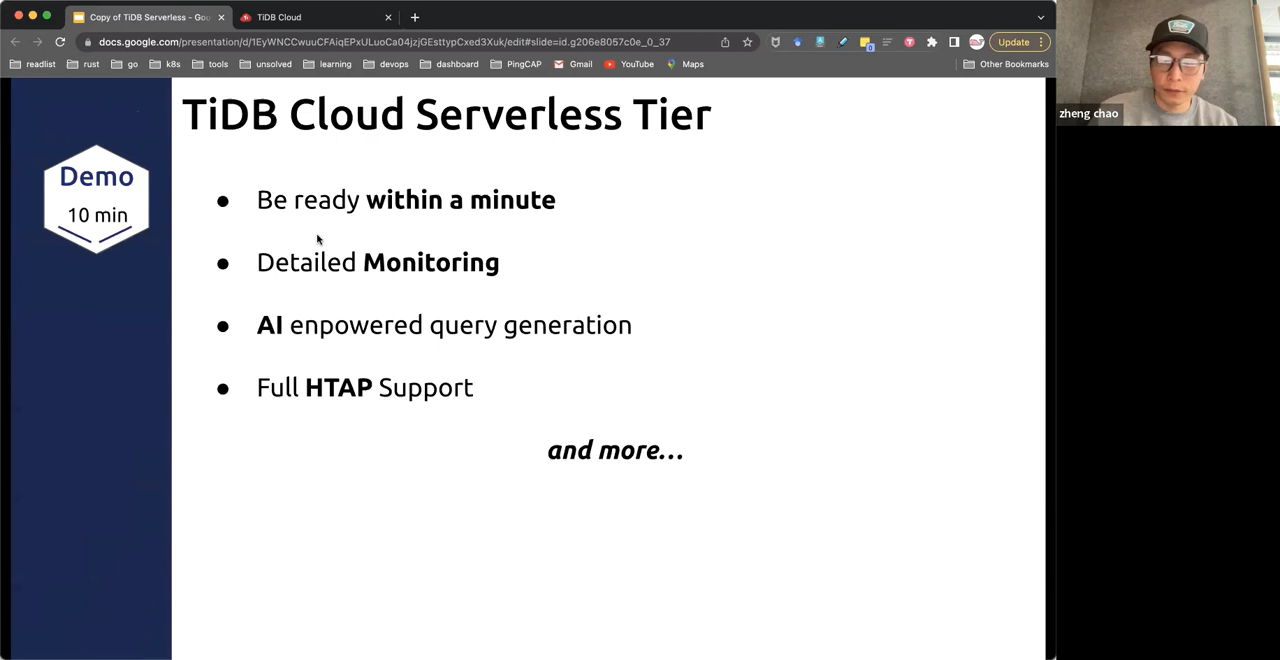 Copy of TiDB Serverless - Goo
TiDB Cloud
docs.google.com/presentation/d/1EyWNCCwuuCFAiqEPxULuoCa04jzjGEsttypCxed3Xuk/edit#slide=id.g206e8057c0e_0_37
Update
readlist
rust
go
k8s
tools
unsolved
learning
devops
dashboard
PingCAP
Gmail
YouTube
Maps
Other Bookmarks
zheng chao
TiDB Cloud Serverless Tier
Demo
10 min
● Be ready within a minute
● Detailed Monitoring
● AI enpowered query generation
● Full HTAP Support
and more...